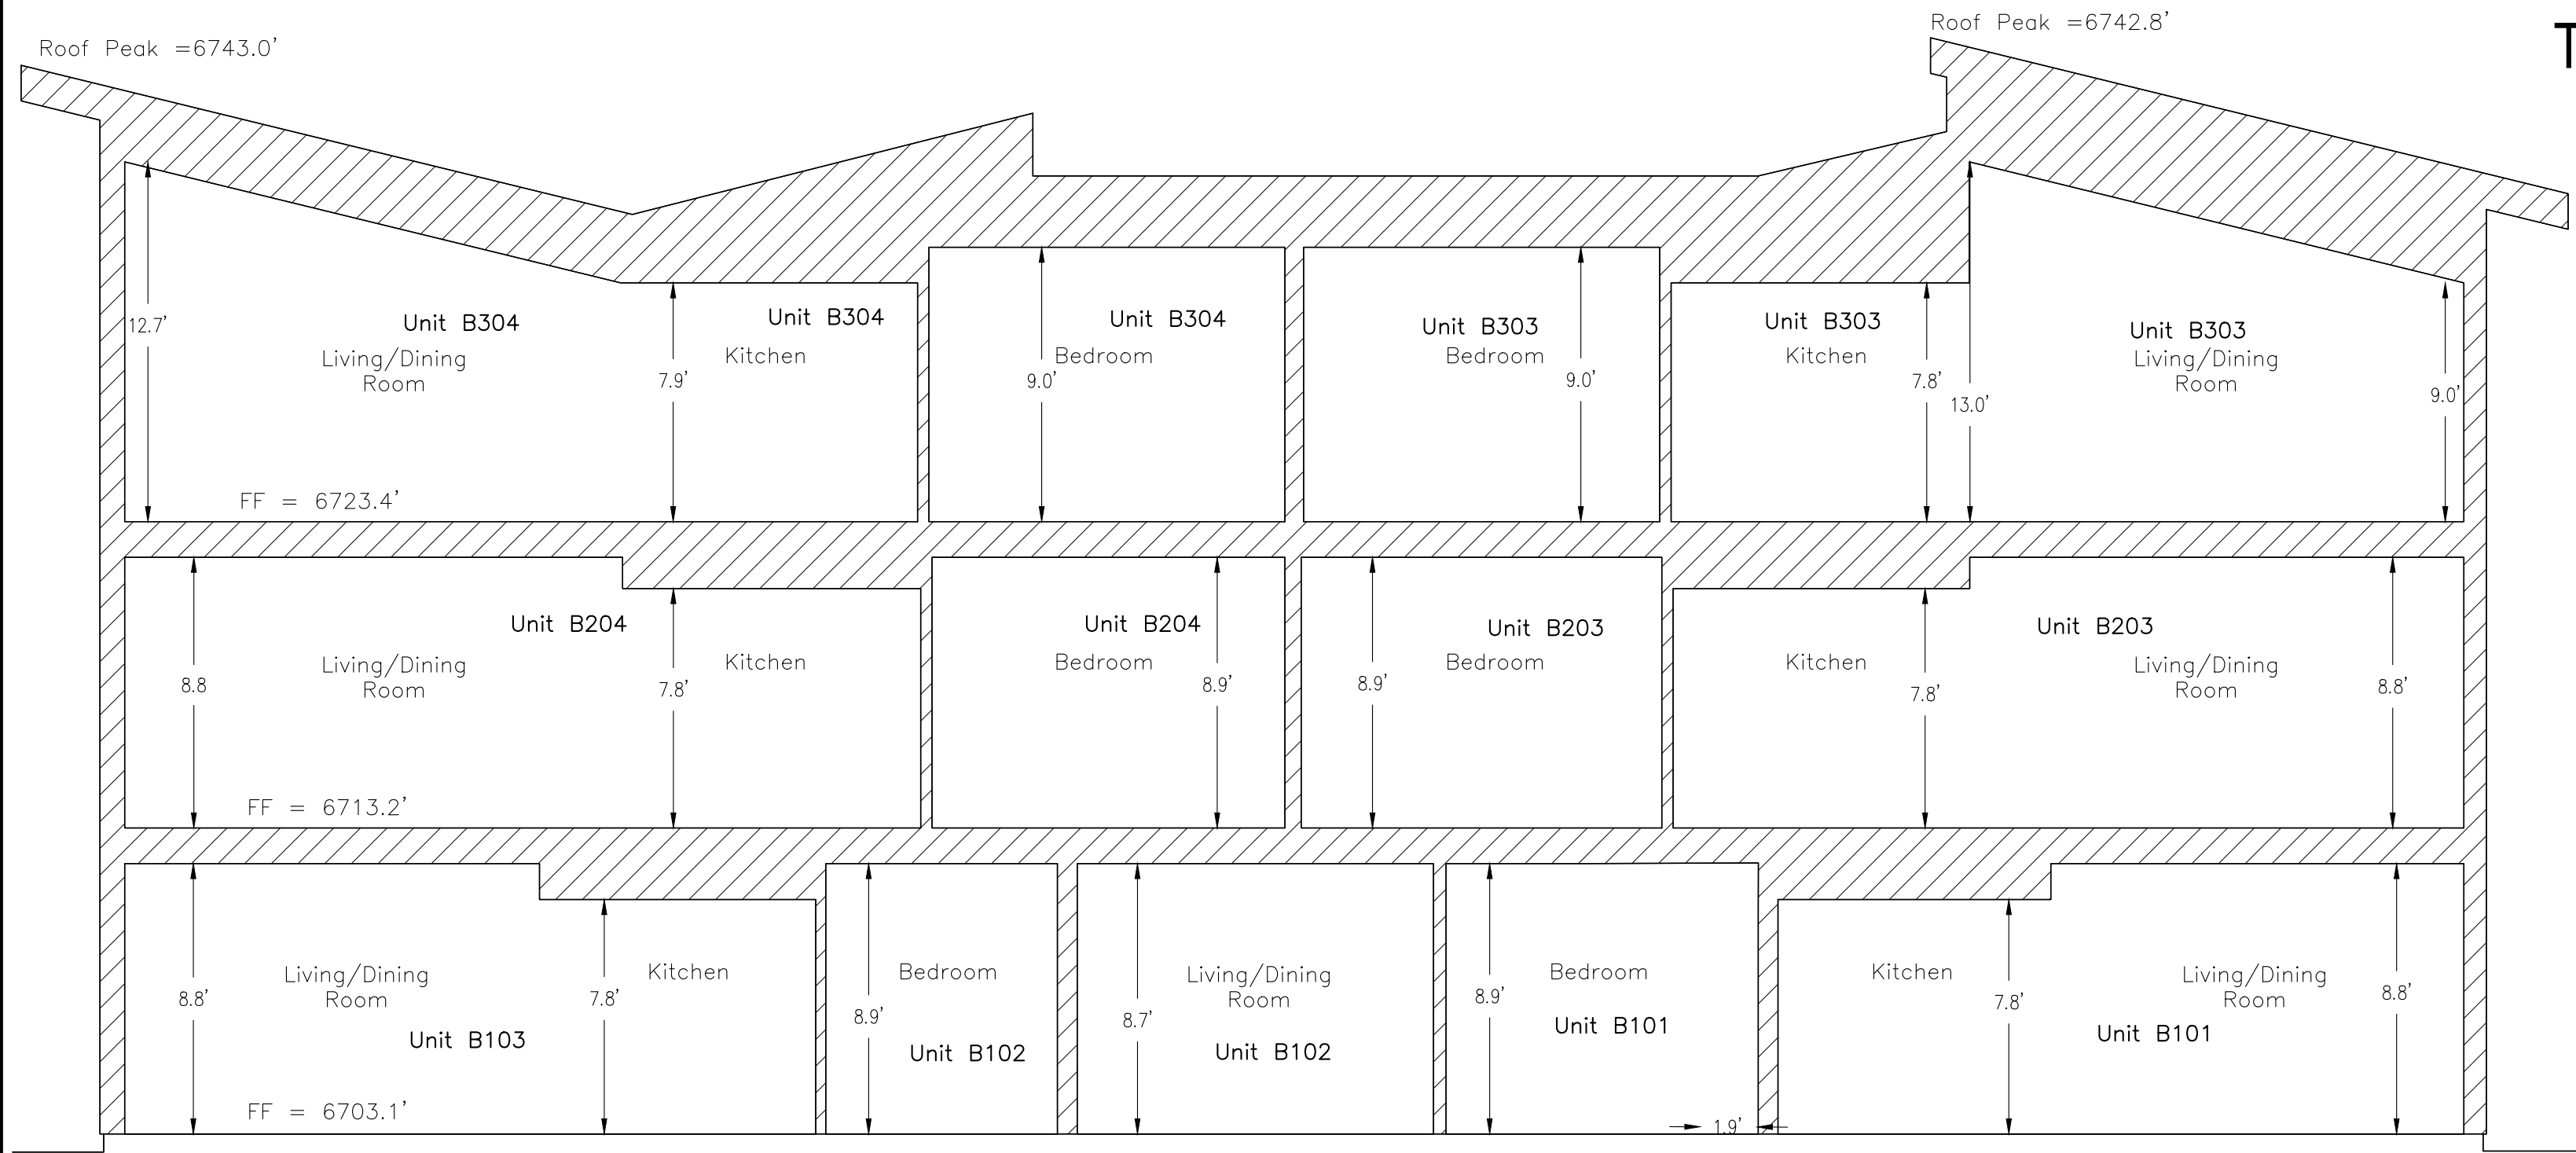 Roof Peak =6743.0'
Roof Peak =6742.8'
T
12.7'
Unit B304
Living/Dining
Room
7.9'
Unit B304
Kitchen
Unit B304
Bedroom
9.0'
Unit B303
Bedroom
9.0'
Unit B303
Kitchen
7.8'
13.0'
Unit B303
Living/Dining
Room
9.0'
FF = 6723.4'
8.8
Unit B204
Living/Dining
Room
7.8'
Kitchen
Unit B204
Bedroom
8.9'
8.9'
Unit B203
Bedroom
Kitchen
7.8'
Unit B203
Living/Dining
Room
8.8'
FF = 6713.2'
8.8'
Living/Dining
Room
Unit B103
7.8'
Kitchen
8.9'
Bedroom
Unit B102
8.7'
Living/Dining
Room
Unit B102
8.9'
Bedroom
Unit B101
Kitchen
7.8'
Living/Dining
Room
Unit B101
8.8'
FF = 6703.1'
1.9'